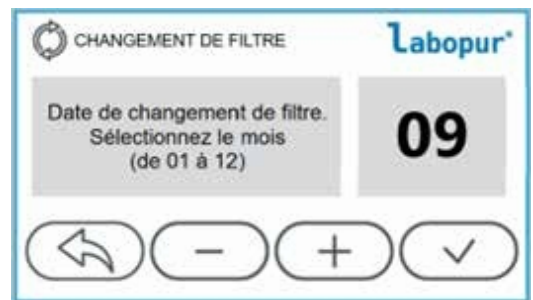 CHANGEMENT DE FILTRE
Labopur
Date de changement de filtre.
Sélectionnez le mois
(de 01 à 12)
09